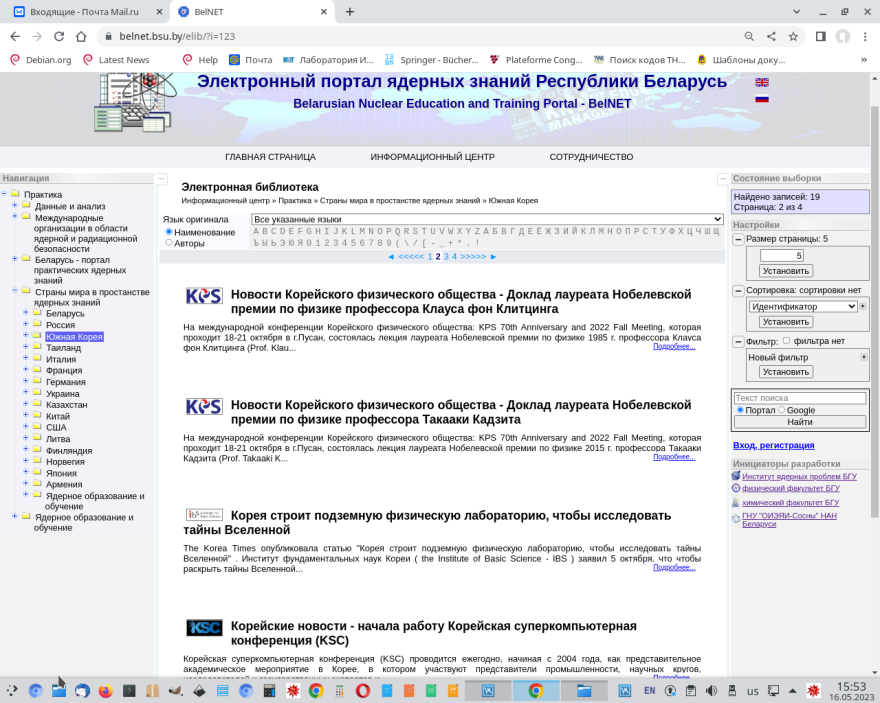 Входящие - Почта Mail.ru
BelNET
belnet.bsu.by/elib/?i=123
Debian.org
Latest News
Help
Почта
Лаборатория И...
Springer - Bücher...
Plateforme Cong...
Поиск кодов ТН...
Шаблоны доку...
Электронный портал ядерных знаний Республики Беларусь
Belarusian Nuclear Education and Training Portal - BelNET
ГЛАВНАЯ СТРАНИЦА
ИНФОРМАЦИОННЫЙ ЦЕНТР
СОТРУДНИЧЕСТВО
Навигация
Практика
Данные и анализ
Международные
организации в области
ядерной и радиационной
безопасности
Беларусь - портал
практических ядерных
знаний
Страны мира в простанстве
ядерных знаний
Беларусь
Россия
Южная Корея
Таиланд
Италия
Франция
Германия
Украина
Казахстан
Китай
США
Литва
Финляндия
Норвегия
Япония
Армения
Ядерное образование и
обучение
Ядерное образование и
обучение
Электронная библиотека
Информационный центр » Практика » Страны мира в простанстве ядерных знаний » Южная Корея
Язык оригинала
Все указанные языки
Наименование
Авторы
A B C D E F G H I J K L M N O P Q R S T U V W X Y Z А Б В Г Д Е Ё Ж З И Й К Л М Н О П Р С Т У Ф Х Ц Ч Ш Щ
Ъ Ы Ь Э Ю Я 0 1 2 3 4 5 6 7 8 9 ( \ / [ - _ + * . !
◄ <<<<< 1 2 3 4 >>>>> ►
KPS
Новости Корейского физического общества - Доклад лауреата Нобелевской
премии по физике профессора Клауса фон Клитцинга
На международной конференции Корейского физического общества: KPS 70th Anniversary and 2022 Fall Meeting, которая
проходит 18-21 октября в г.Пусан, состоялась лекция лауреата Нобелевской премии по физике 1985 г. профессора Клауса
фон Клитцинга (Prof. Klau...
Подробнее...
KPS
Новости Корейского физического общества - Доклад лауреата Нобелевской
премии по физике профессора Такааки Кадзита
На международной конференции Корейского физического общества: KPS 70th Anniversary and 2022 Fall Meeting, которая
проходит 18-21 октября в г.Пусан, состоялась лекция лауреата Нобелевской премии по физике 2015 г. профессора Такааки
Кадзита (Prof. Takaaki K...
Подробнее...
Корея строит подземную физическую лабораторию, чтобы исследовать
тайны Вселенной
The Korea Times опубликовала статью "Корея строит подземную физическую лабораторию, чтобы исследовать тайны
Вселенной" . Институт фундаментальных наук Кореи ( the Institute of Basic Science - IBS ) заявил 5 октября, что чтобы
раскрыть тайны Вселенной...
Подробнее...
KSC
Корейские новости - начала работу Корейская суперкомпьютерная
конференция (KSC)
Корейская суперкомпьютерная конференция (KSC) проводится ежегодно, начиная с 2004 года, как представительное
академическое мероприятие в Корее, в котором участвуют представители промышленности, научных кругов,
Состояние выборки
Найдено записей: 19
Страница: 2 из 4
Настройки
Размер страницы: 5
5
Установить
Сортировка: сортировки нет
Идентификатор
Установить
Фильтр: фильтра нет
Новый фильтр
Установить
Текст поиска
Портал Google
Найти
Вход, регистрация
Инициаторы разработки
Институт ядерных проблем БГУ
физический факультет БГУ
химический факультет БГУ
ГНУ "ОИЭЯИ-Сосны" НАН
Беларуси
EN
us
15:53
16.05.2023